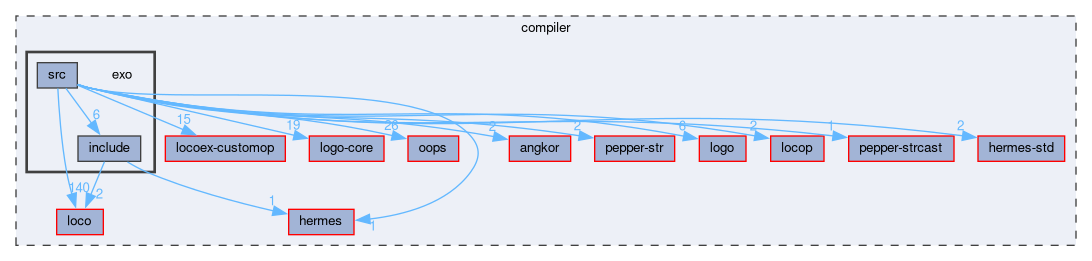 compiler
src
exo
6
15
19
26
2
2
6
2
1
2
include
locoex-customop
logo-core
oops
angkor
pepper-str
logo
locop
pepper-strcast
hermes-std
140
2
1
1
loco
hermes